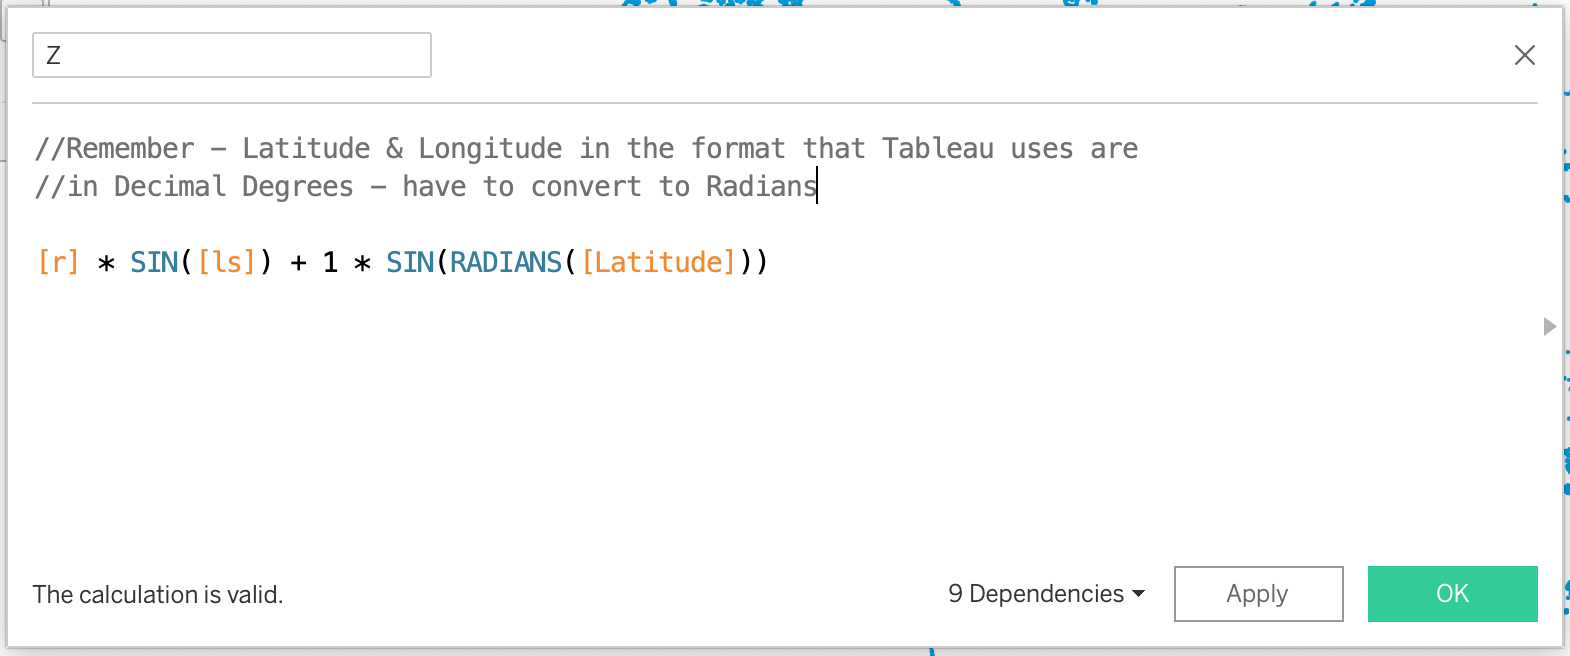 Z
//Remember – Latitude & Longitude in the format that Tableau uses are
//in Decimal Degrees – have to convert to Radians
[r] * SIN([ls]) + 1 * SIN(RADIANS([Latitude]))
The calculation is valid.
9 Dependencies
Apply
OK